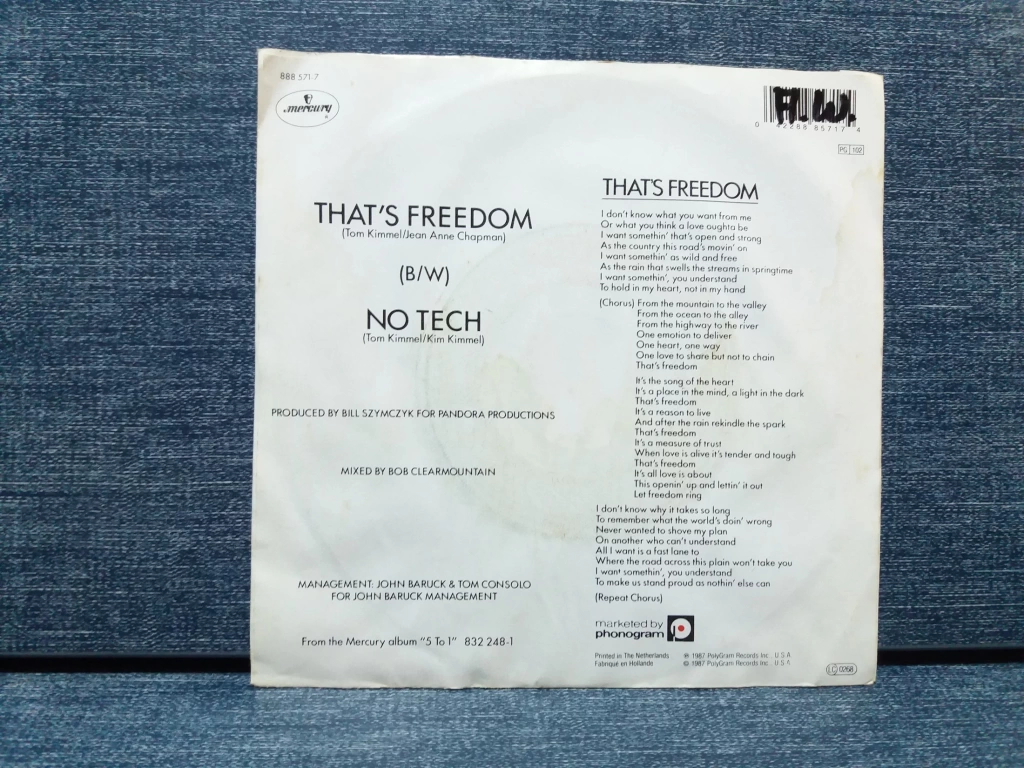 888 571-7
mercury
A.W.
0 42288 85717 4
PG 102
THAT'S FREEDOM
(Tom Kimmel/Jean Anne Chapman)
(B/W)
NO TECH
(Tom Kimmel/Kim Kimmel)
PRODUCED BY BILL SZYMCZYK FOR PANDORA PRODUCTIONS
MIXED BY BOB CLEARMOUNTAIN
MANAGEMENT: JOHN BARUCK & TOM CONSOLO
FOR JOHN BARUCK MANAGEMENT
From the Mercury album "5 To 1" 832 248-1
THAT'S FREEDOM
I don't know what you want from me
Or what you think a love oughta be
I want somethin' that's open and strong
As the country this road's movin' on
I want somethin' as wild and free
As the rain that swells the streams in springtime
I want somethin', you understand
To hold in my heart, not in my hand
(Chorus) From the mountain to the valley
From the ocean to the alley
From the highway to the river
One emotion to deliver
One heart, one way
One love to share but not to chain
That's freedom
It's the song of the heart
It's a place in the mind, a light in the dark
That's freedom
It's a reason to live
And after the rain rekindle the spark
That's freedom
It's a measure of trust
When love is alive it's tender and tough
That's freedom
It's all love is about
This openin' up and lettin' it out
Let freedom ring
I don't know why it takes so long
To remember what the world's doin' wrong
Never wanted to shove my plan
On another who can't understand
All I want is a fast lane to
Where the road across this plain won't take you
I want somethin', you understand
To make us stand proud as nothin' else can
(Repeat Chorus)
marketed by
phonogram
Printed in The Netherlands ℗ 1987 PolyGram Records Inc., U.S.A.
Fabriqué en Hollande © 1987 PolyGram Records Inc., U.S.A.
LC 0268